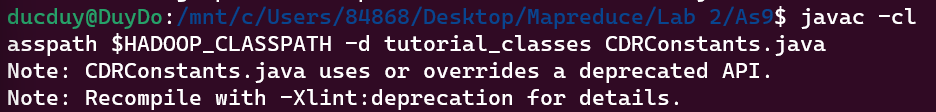 ducduy@DuyDo:/mnt/c/Users/84868/Desktop/Mapreduce/Lab 2/As9$ javac -cl
asspath $HADOOP_CLASSPATH -d tutorial_classes CDRConstants.java
Note: CDRConstants.java uses or overrides a deprecated API.
Note: Recompile with -Xlint:deprecation for details.